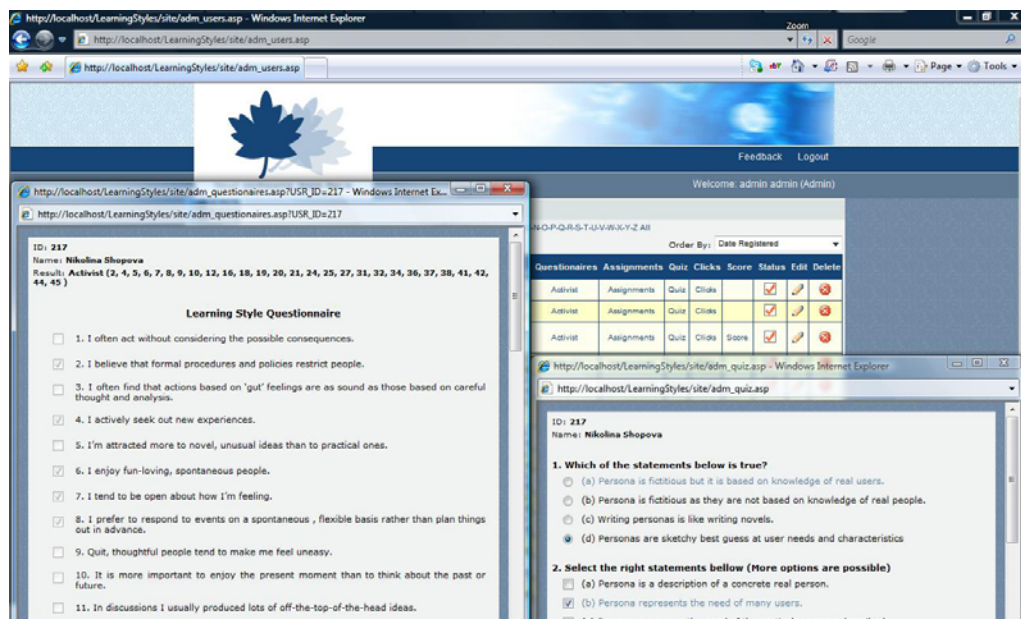 http://localhost/LearningStyles/site/adm_users.asp - Windows Internet Explorer
Zoom
http://localhost/LearningStyles/site/adm_users.asp
Google
http://localhost/LearningStyles/site/adm_users.asp
Page
Tools
Feedback Logout
Welcome: admin admin (Admin)
N-O-P-Q-R-S-T-U-V-W-X-Y-Z All
Order By: Date Registered
Questionaires Assignments Quiz Clicks Score Status Edit Delete
Activist Assignments Quiz Clicks
Activist Assignments Quiz Clicks
Activist Assignments Quiz Clicks Score
http://localhost/LearningStyles/site/adm_questionaires.asp?USR_ID=217 - Windows Internet Ex...
http://localhost/LearningStyles/site/adm_questionaires.asp?USR_ID=217
ID: 217
Name: Nikolina Shopova
Result: Activist (2, 4, 5, 6, 7, 8, 9, 10, 12, 16, 18, 19, 20, 21, 24, 25, 27, 31, 32, 34, 36, 37, 38, 41, 42,
44, 45 )
Learning Style Questionnaire
1. I often act without considering the possible consequences.
2. I believe that formal procedures and policies restrict people.
3. I often find that actions based on 'gut' feelings are as sound as those based on careful
thought and analysis.
4. I actively seek out new experiences.
5. I'm attracted more to novel, unusual ideas than to practical ones.
6. I enjoy fun-loving, spontaneous people.
7. I tend to be open about how I'm feeling.
8. I prefer to respond to events on a spontaneous , flexible basis rather than plan things
out in advance.
9. Quit, thoughtful people tend to make me feel uneasy.
10. It is more important to enjoy the present moment than to think about the past or
future.
11. In discussions I usually produced lots of off-the-top-of-the-head ideas.
http://localhost/LearningStyles/site/adm_quiz.asp - Windows Internet Explorer
http://localhost/LearningStyles/site/adm_quiz.asp
ID: 217
Name: Nikolina Shopova
1. Which of the statements below is true?
(a) Persona is fictitious but it is based on knowledge of real users.
(b) Persona is fictitious as they are not based on knowledge of real people.
(c) Writing personas is like writing novels.
(d) Personas are sketchy best guess at user needs and characteristics
2. Select the right statements bellow (More options are possible)
(a) Persona is a description of a concrete real person.
(b) Persona represents the need of many users.